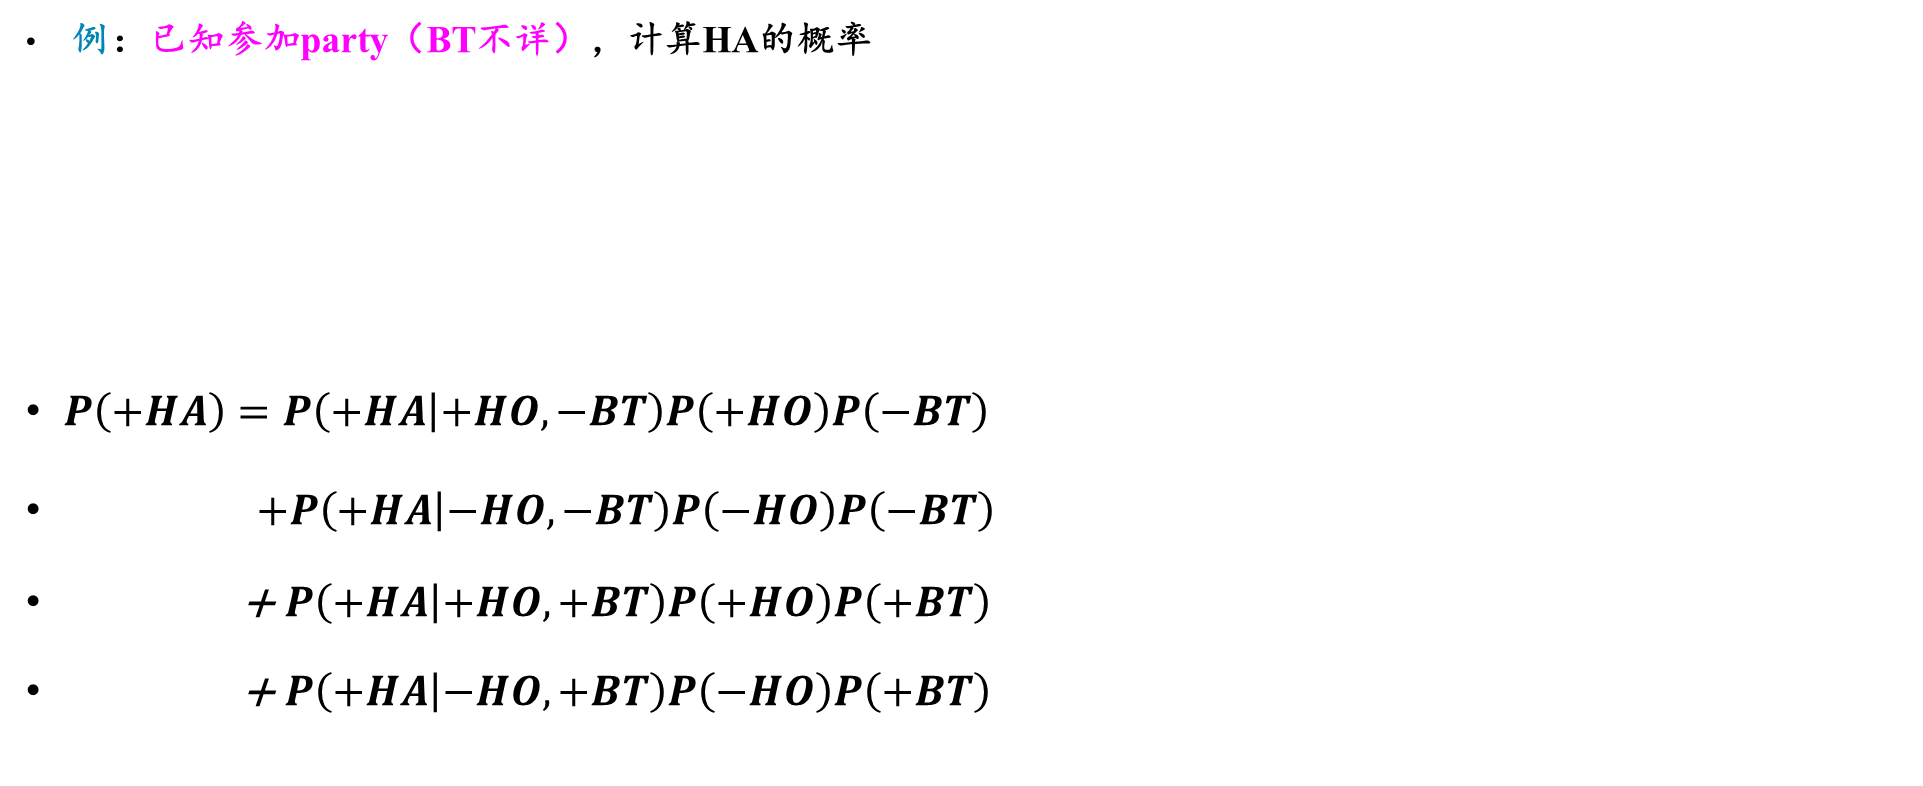 • 例：已知参加party（BT不详），计算HA的概率
• P(+HA) = P(+HA|+HO,−BT)P(+HO)P(−BT)
• +P(+HA|−HO,−BT)P(−HO)P(−BT)
• +P(+HA|+HO,+BT)P(+HO)P(+BT)
• +P(+HA|−HO,+BT)P(−HO)P(+BT)